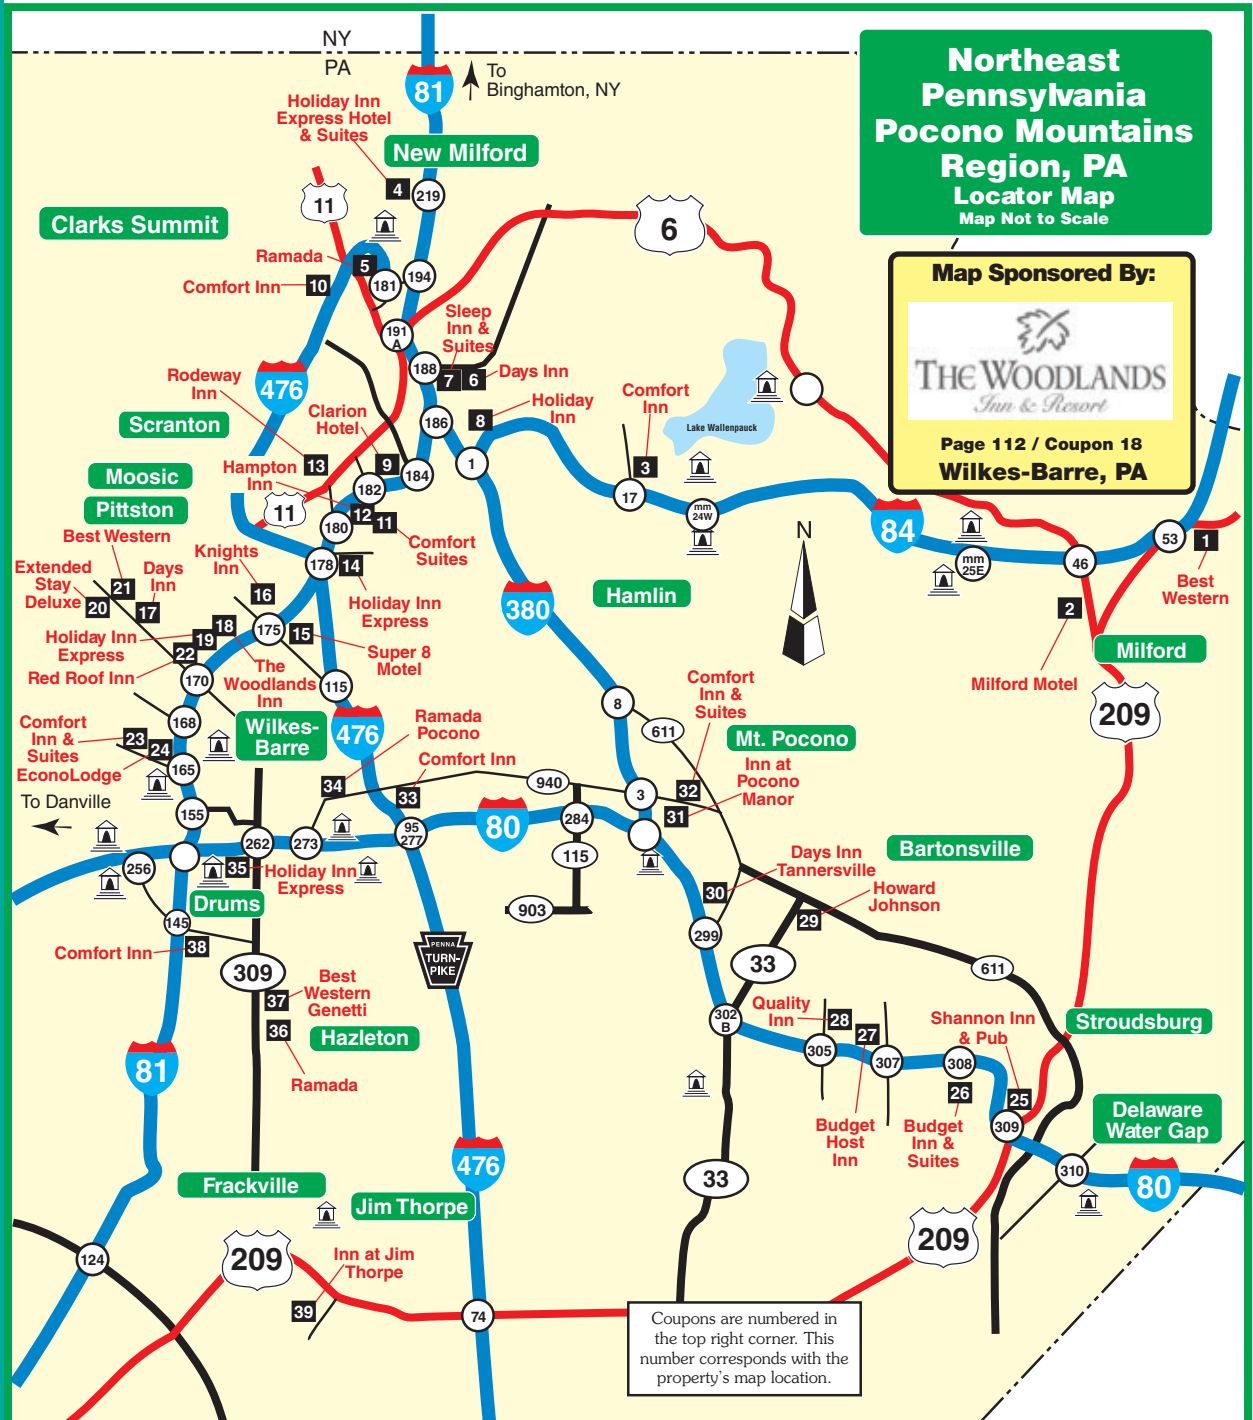 NY
PA
81
To
Binghamton, NY
Northeast
Pennsylvania
Pocono Mountains
Region, PA
Locator Map
Map Not to Scale
Holiday Inn
Express Hotel
& Suites
New Milford
4
219
11
6
Clarks Summit
Map Sponsored By:
THE WOODLANDS
Inn & Resort
Page 112 / Coupon 18
Wilkes-Barre, PA
Ramada
5
Comfort Inn
10
181
194
Sleep
Inn &
Suites
191
A
188
7
6
Days Inn
Rodeway
Inn
476
Clarion
Hotel
Scranton
186
8
Holiday
Inn
Comfort
Inn
Lake Wallenpauck
Hampton
Inn
13
9
184
1
3
17
mm
24W
Moosic
Pittston
11
182
12
11
180
Comfort
Suites
84
mm
25E
46
53
1
Best
Western
Best Western
Knights
Inn
178
14
Holiday Inn
Express
N
380
Hamlin
2
Milford Motel
Milford
209
Extended
Stay
Deluxe
20
21
Days
Inn
17
16
Holiday Inn
Express
19
18
175
15
Super 8
Motel
22
Red Roof Inn
170
The
Woodlands
Inn
115
Comfort
Inn &
Suites
8
611
168
Comfort
Inn &
Suites
23
24
EconoLodge
165
Wilkes-
Barre
476
Ramada
Pocono
34
Comfort Inn
33
Mt. Pocono
Inn at
Pocono
Manor
32
31
To Danville
155
940
3
80
284
262
273
95
277
256
35
Holiday Inn
Express
115
Drums
903
Bartonsville
Days Inn
Tannersville
30
Howard
Johnson
29
145
Comfort Inn
38
299
309
PENNA
TURN-
PIKE
33
611
Best
Western
Genetti
37
36
Hazleton
Ramada
302
B
Quality
Inn
28
27
Shannon Inn
& Pub
Stroudsburg
81
305
307
308
26
25
Budget
Host
Inn
Budget
Inn &
Suites
309
Delaware
Water Gap
476
33
310
80
Frackville
Jim Thorpe
124
209
Inn at Jim
Thorpe
39
74
209
Coupons are numbered in
the top right corner. This
number corresponds with the
property's map location.